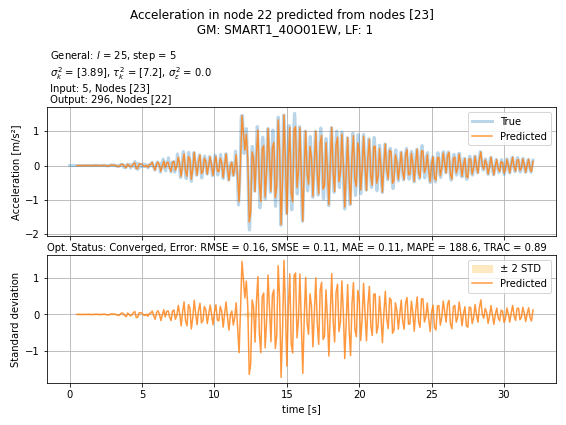 Acceleration in node 22 predicted from nodes [23]
GM: SMART1_40O01EW, LF: 1
General: l = 25, step = 5
σ²ₖ = [3.89], τ²ₖ = [7.2], σ²ε = 0.0
Input: 5, Nodes [23]
Output: 296, Nodes [22]
Acceleration [m/s²]
1
0
−1
−2
True
Predicted
Opt. Status: Converged, Error: RMSE = 0.16, SMSE = 0.11, MAE = 0.11, MAPE = 188.6, TRAC = 0.89
Standard deviation
1
0
−1
± 2 STD
Predicted
0 5 10 15 20 25 30
time [s]